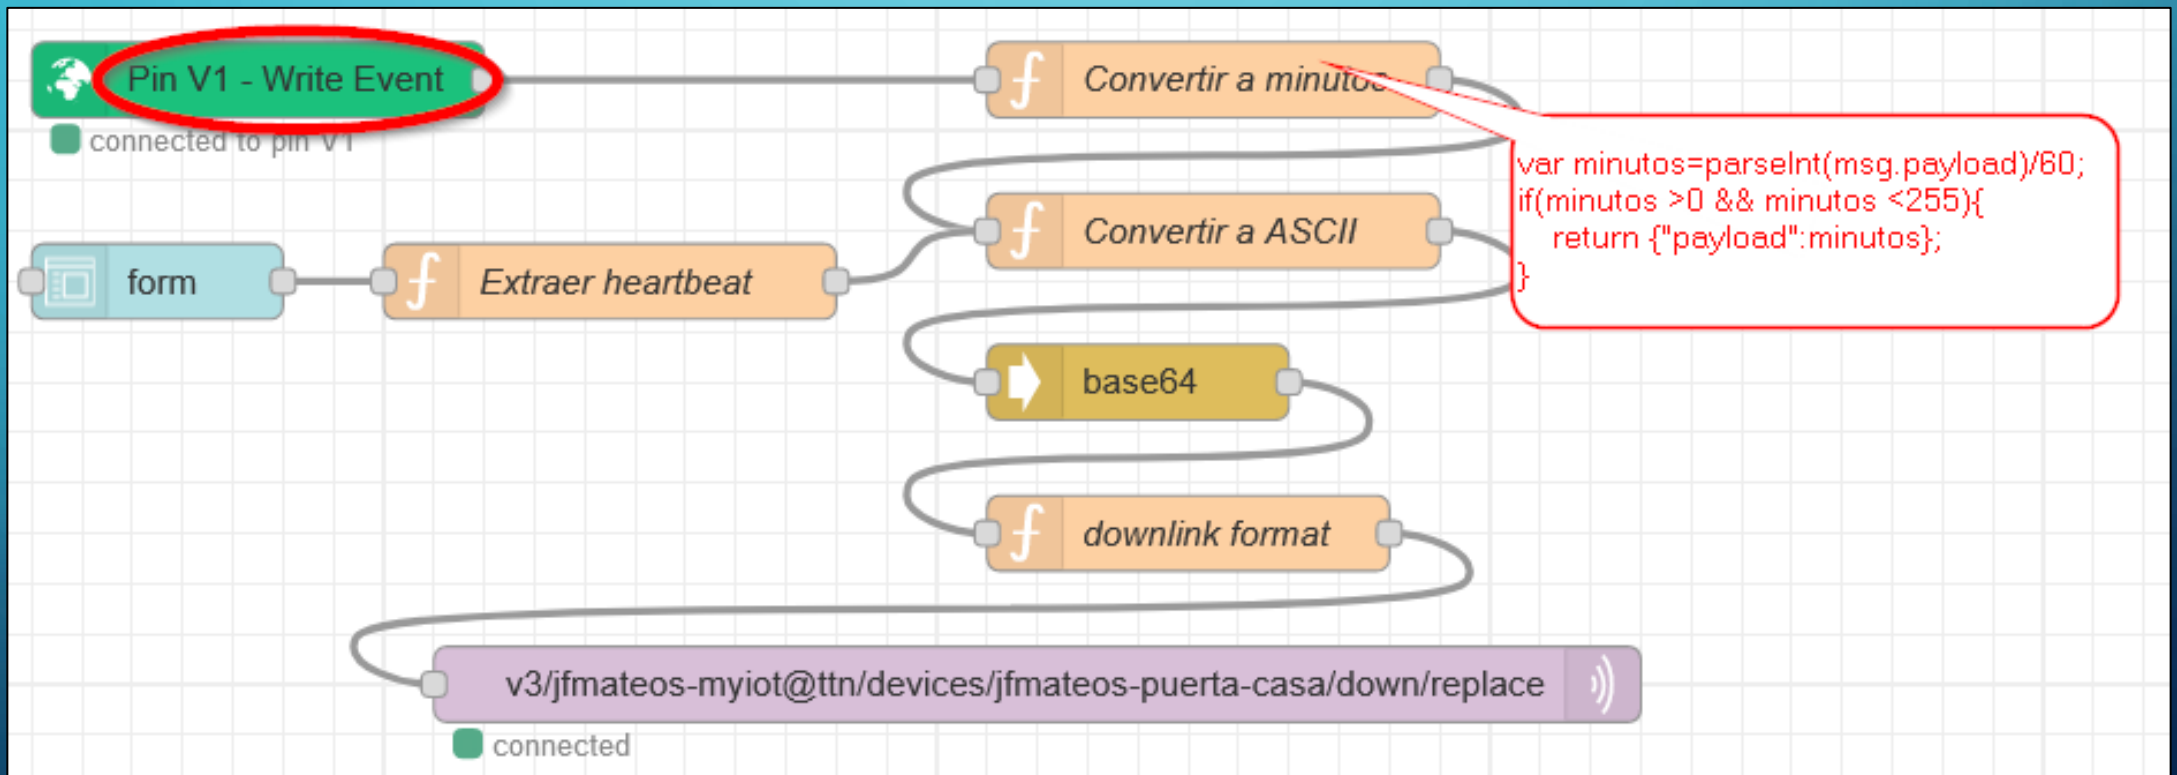 Pin V1 - Write Event
connected to pin V1
Convertir a minutos
var minutos=parseInt(msg.payload)/60;
if(minutos >0 && minutos <255){
return {"payload":minutos};
}
Convertir a ASCII
form
Extraer heartbeat
base64
downlink format
v3/jfmateos-myiot@ttn/devices/jfmateos-puerta-casa/down/replace
connected